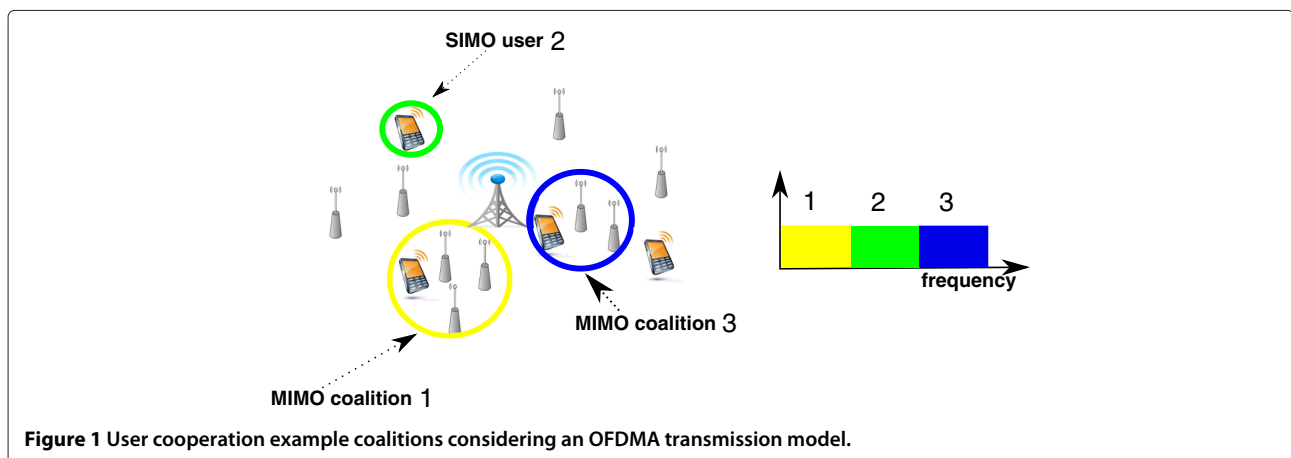 SIMO user 2
1 2 3
frequency
MIMO coalition 3
MIMO coalition 1
Figure 1 User cooperation example coalitions considering an OFDMA transmission model.